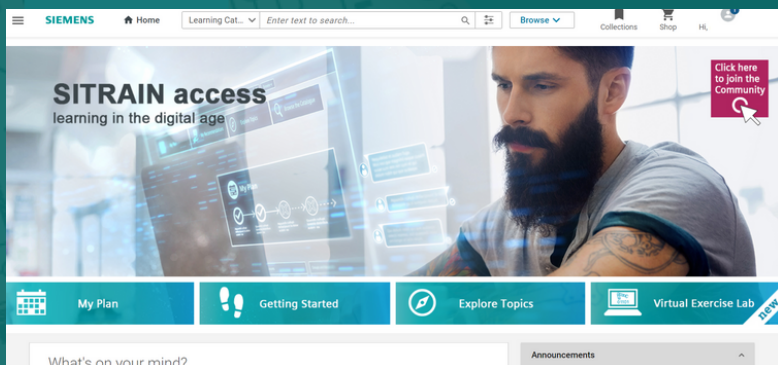 SIEMENS Home Learning Cat... Enter text to search... Browse Collections Shop Hi,
SITRAIN access
learning in the digital age
Click here
to join the
Community
My Plan
My Plan Getting Started Explore Topics Virtual Exercise Lab
new
What's on your mind?
Announcements